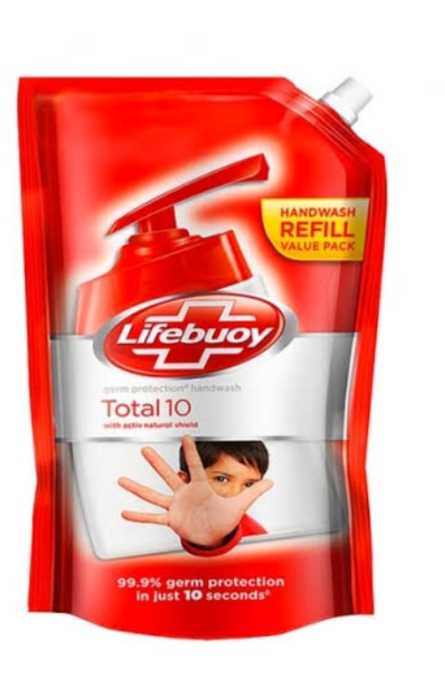 HANDWASH
REFILL
VALUE PACK
Lifebuoy
germ protection* handwash
Total 10
with activ natural shield
99.9% germ protection
in just 10 seconds*